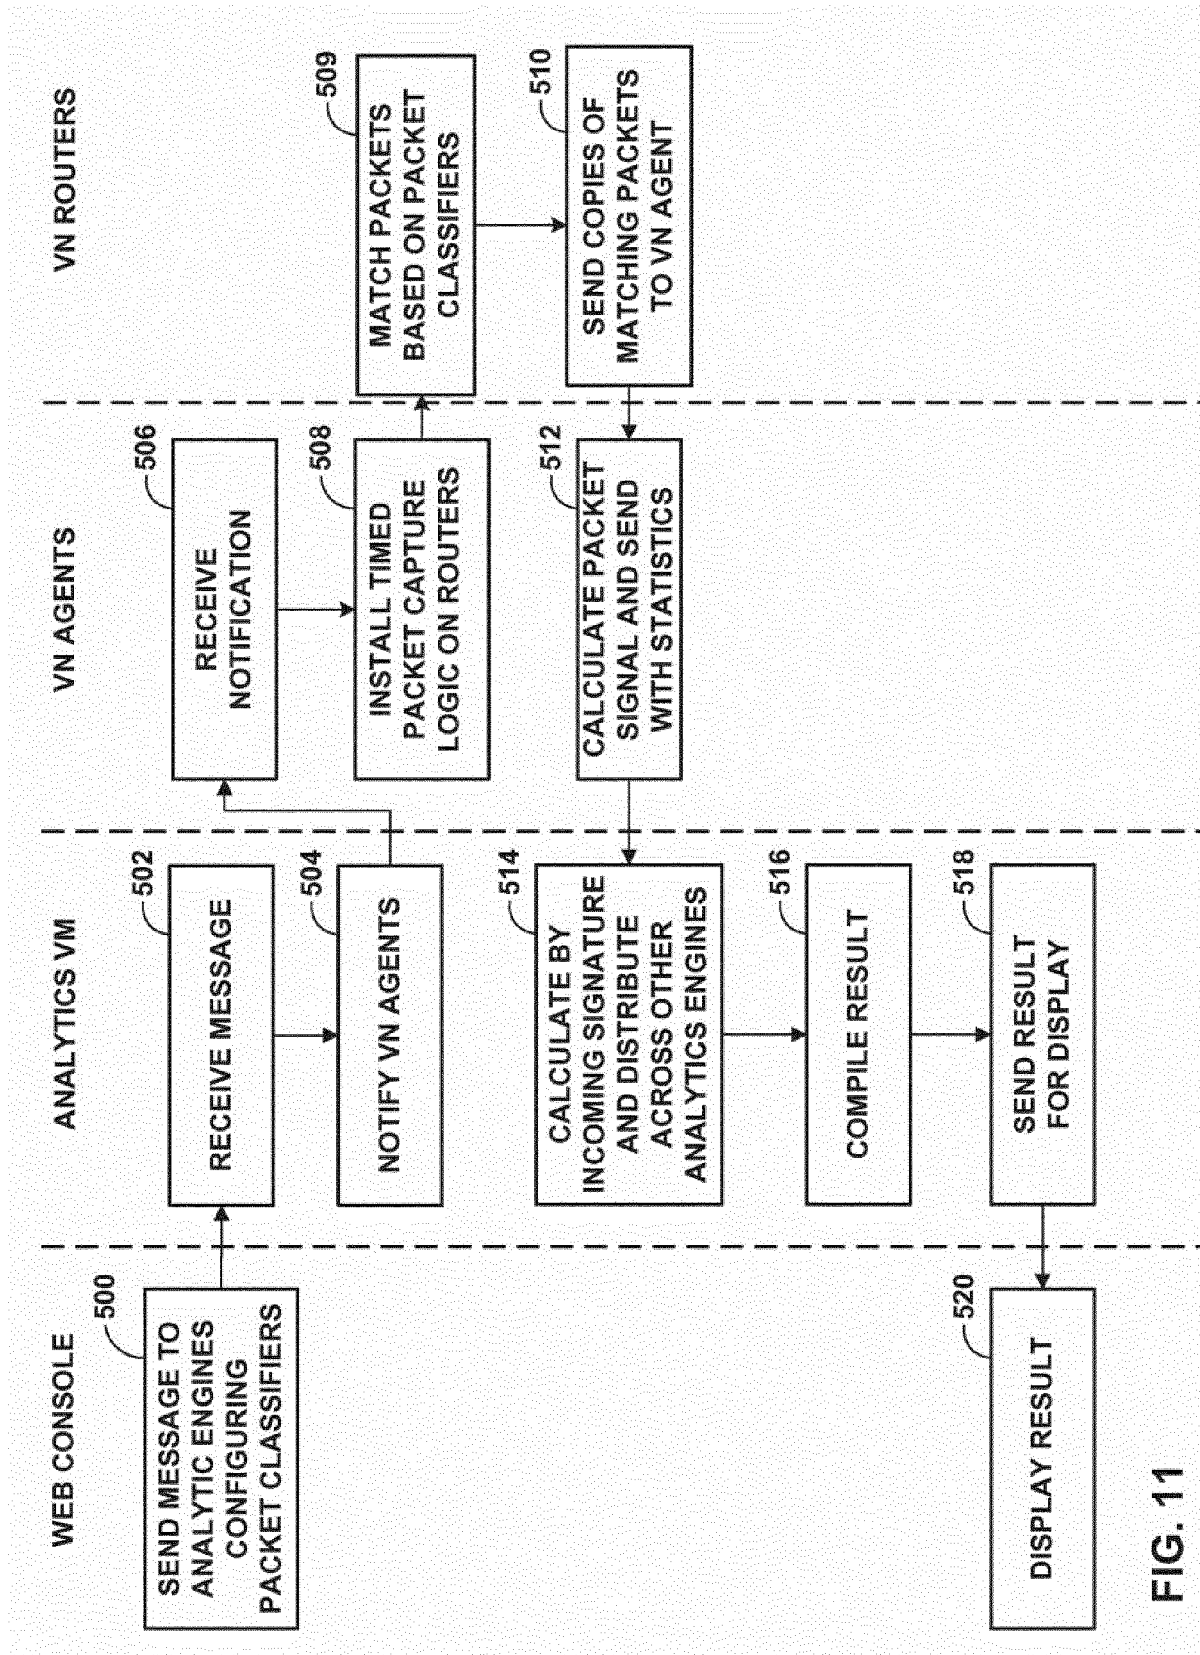 WEB CONSOLE
ANALYTICS VM
VN AGENTS
VN ROUTERS
500
SEND MESSAGE TO
ANALYTIC ENGINES
CONFIGURING
PACKET CLASSIFIERS
502
RECEIVE MESSAGE
504
NOTIFY VN AGENTS
506
RECEIVE
NOTIFICATION
508
INSTALL TIMED
PACKET CAPTURE
LOGIC ON ROUTERS
509
MATCH PACKETS
BASED ON PACKET
CLASSIFIERS
510
SEND COPIES OF
MATCHING PACKETS
TO VN AGENT
512
CALCULATE PACKET
SIGNAL AND SEND
WITH STATISTICS
514
CALCULATE BY
INCOMING SIGNATURE
AND DISTRIBUTE
ACROSS OTHER
ANALYTICS ENGINES
516
COMPILE RESULT
518
SEND RESULT
FOR DISPLAY
520
DISPLAY RESULT
FIG. 11